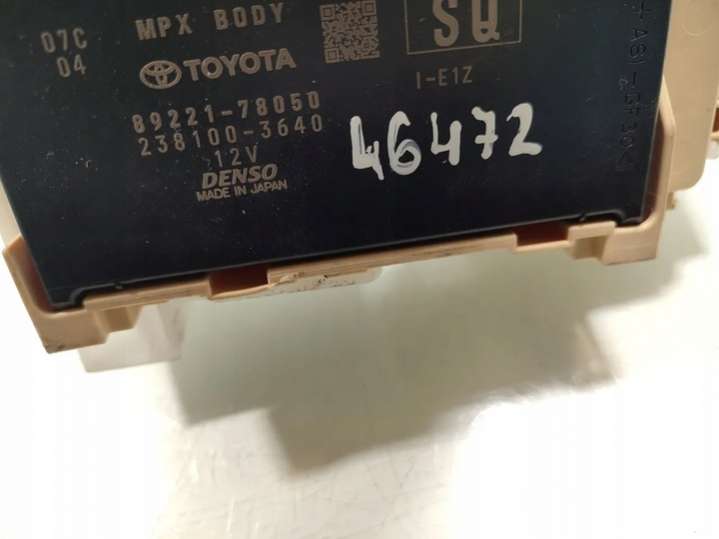 07C
04
MPX BODY
TOYOTA
89221-78050
238100-3640
12V
DENSO
MADE IN JAPAN
SQ
I-E1Z
46472